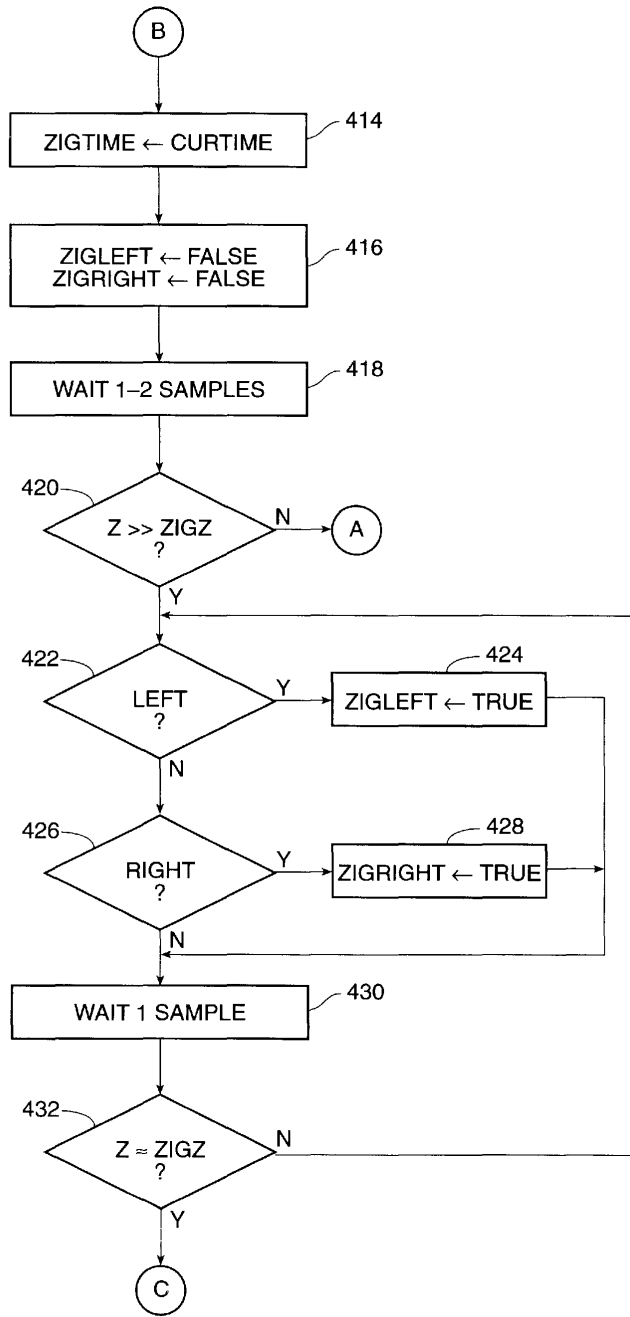 B
ZIGTIME ← CURTIME
414
ZIGLEFT ← FALSE
ZIGRIGHT ← FALSE
416
WAIT 1–2 SAMPLES
418
420
Z >> ZIGZ
?
N
A
Y
422
LEFT
?
Y
424
ZIGLEFT ← TRUE
N
426
RIGHT
?
Y
428
ZIGRIGHT ← TRUE
N
WAIT 1 SAMPLE
430
432
Z ≈ ZIGZ
?
N
Y
C